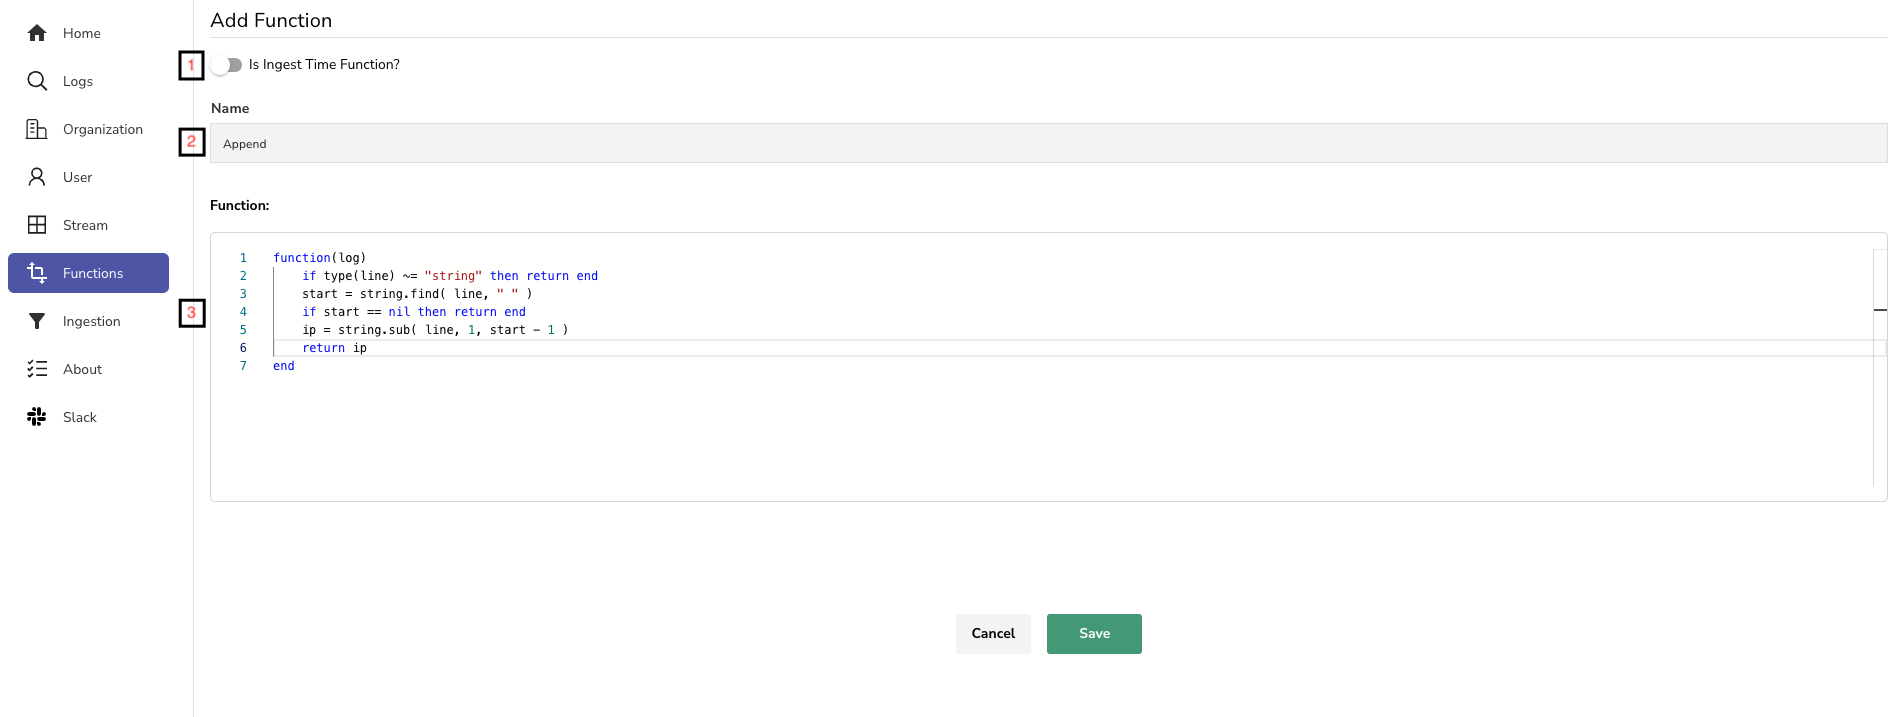 Home
Logs
Organization
User
Stream
Functions
Ingestion
About
Slack
Add Function
1
Is Ingest Time Function?
Name
2
Append
Function:
3
1 function(log)
2     if type(line) ~= "string" then return end
3     start = string.find( line, " " )
4     if start == nil then return end
5     ip = string.sub( line, 1, start - 1 )
6     return ip
7 end
Cancel
Save